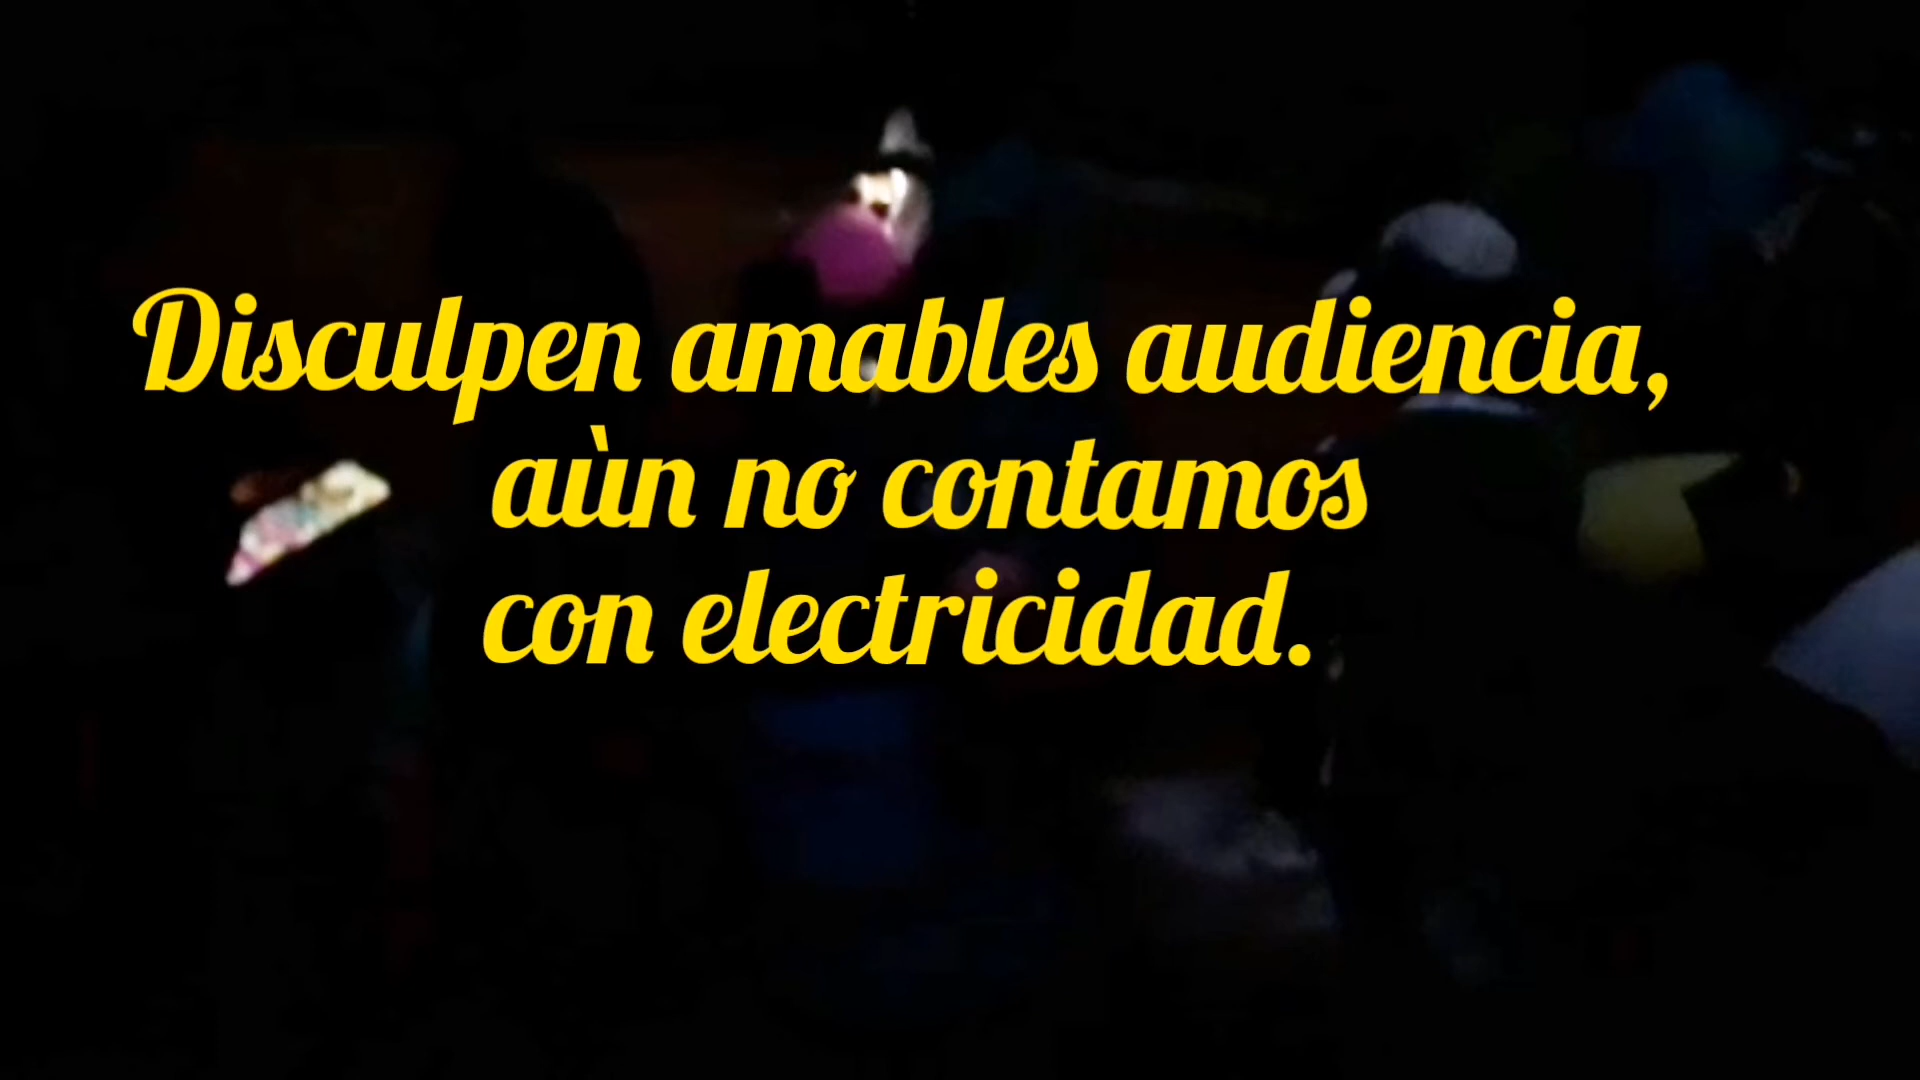 Disculpen amables audiencia,
aùn no contamos
con electricidad.